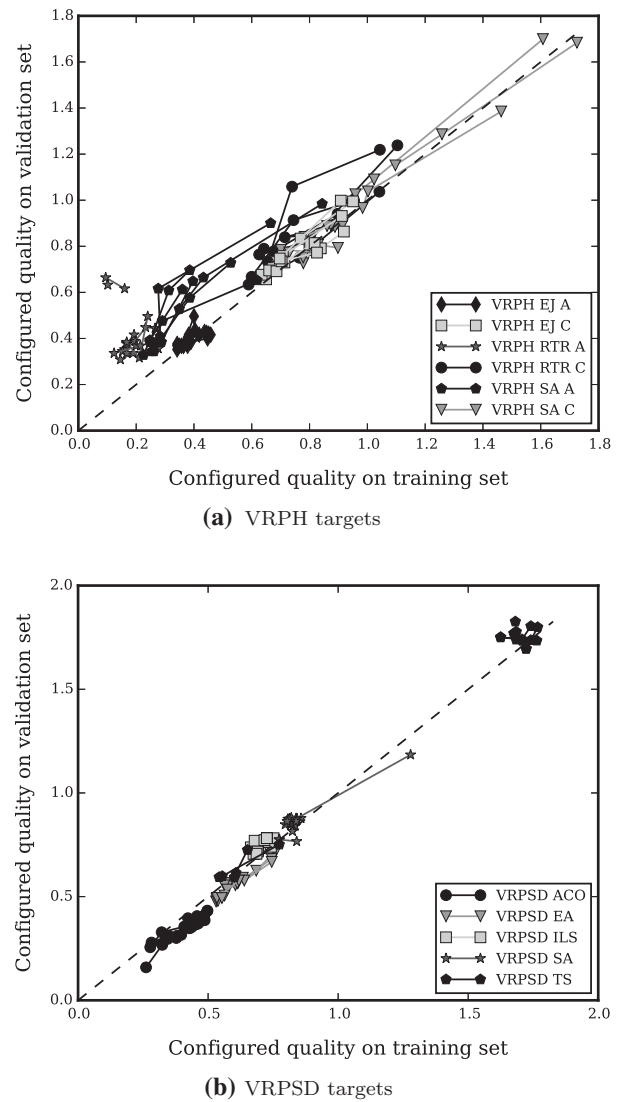 1.8
1.6
1.4
1.2
1.0
0.8
0.6
0.4
0.2
0.0
Configured quality on validation set
VRPH EJ A
VRPH EJ C
VRPH RTR A
VRPH RTR C
VRPH SA A
VRPH SA C
0.0 0.2 0.4 0.6 0.8 1.0 1.2 1.4 1.6 1.8
Configured quality on training set
(a) VRPH targets
2.0
1.5
1.0
0.5
0.0
Configured quality on validation set
VRPSD ACO
VRPSD EA
VRPSD ILS
VRPSD SA
VRPSD TS
0.0 0.5 1.0 1.5 2.0
Configured quality on training set
(b) VRPSD targets